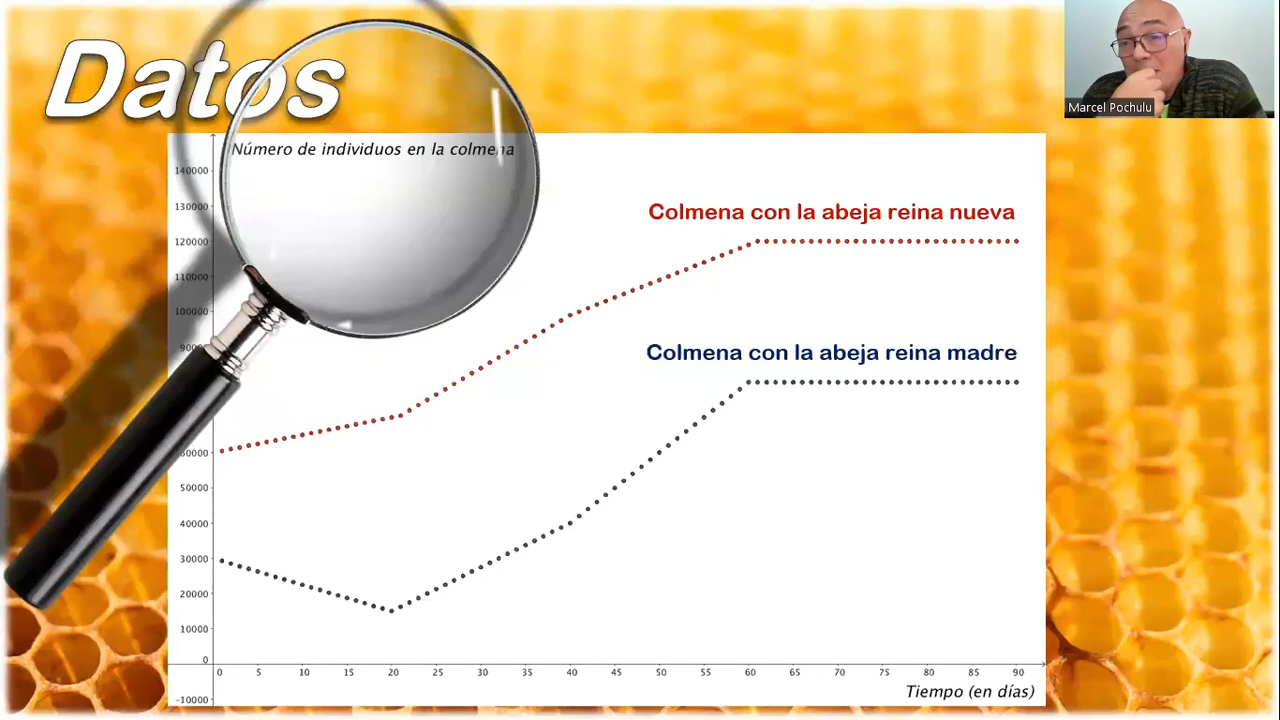 Datos
Marcel Pochulu
Número de individuos en la colmena
140000
130000
Colmena con la abeja reina nueva
120000
110000
100000
Colmena con la abeja reina madre
50000
40000
30000
20000
10000
0
0 5 10 15 20 25 30 35 40 45 50 55 60 65 70 75 80 85 90
Tiempo (en días)
-10000